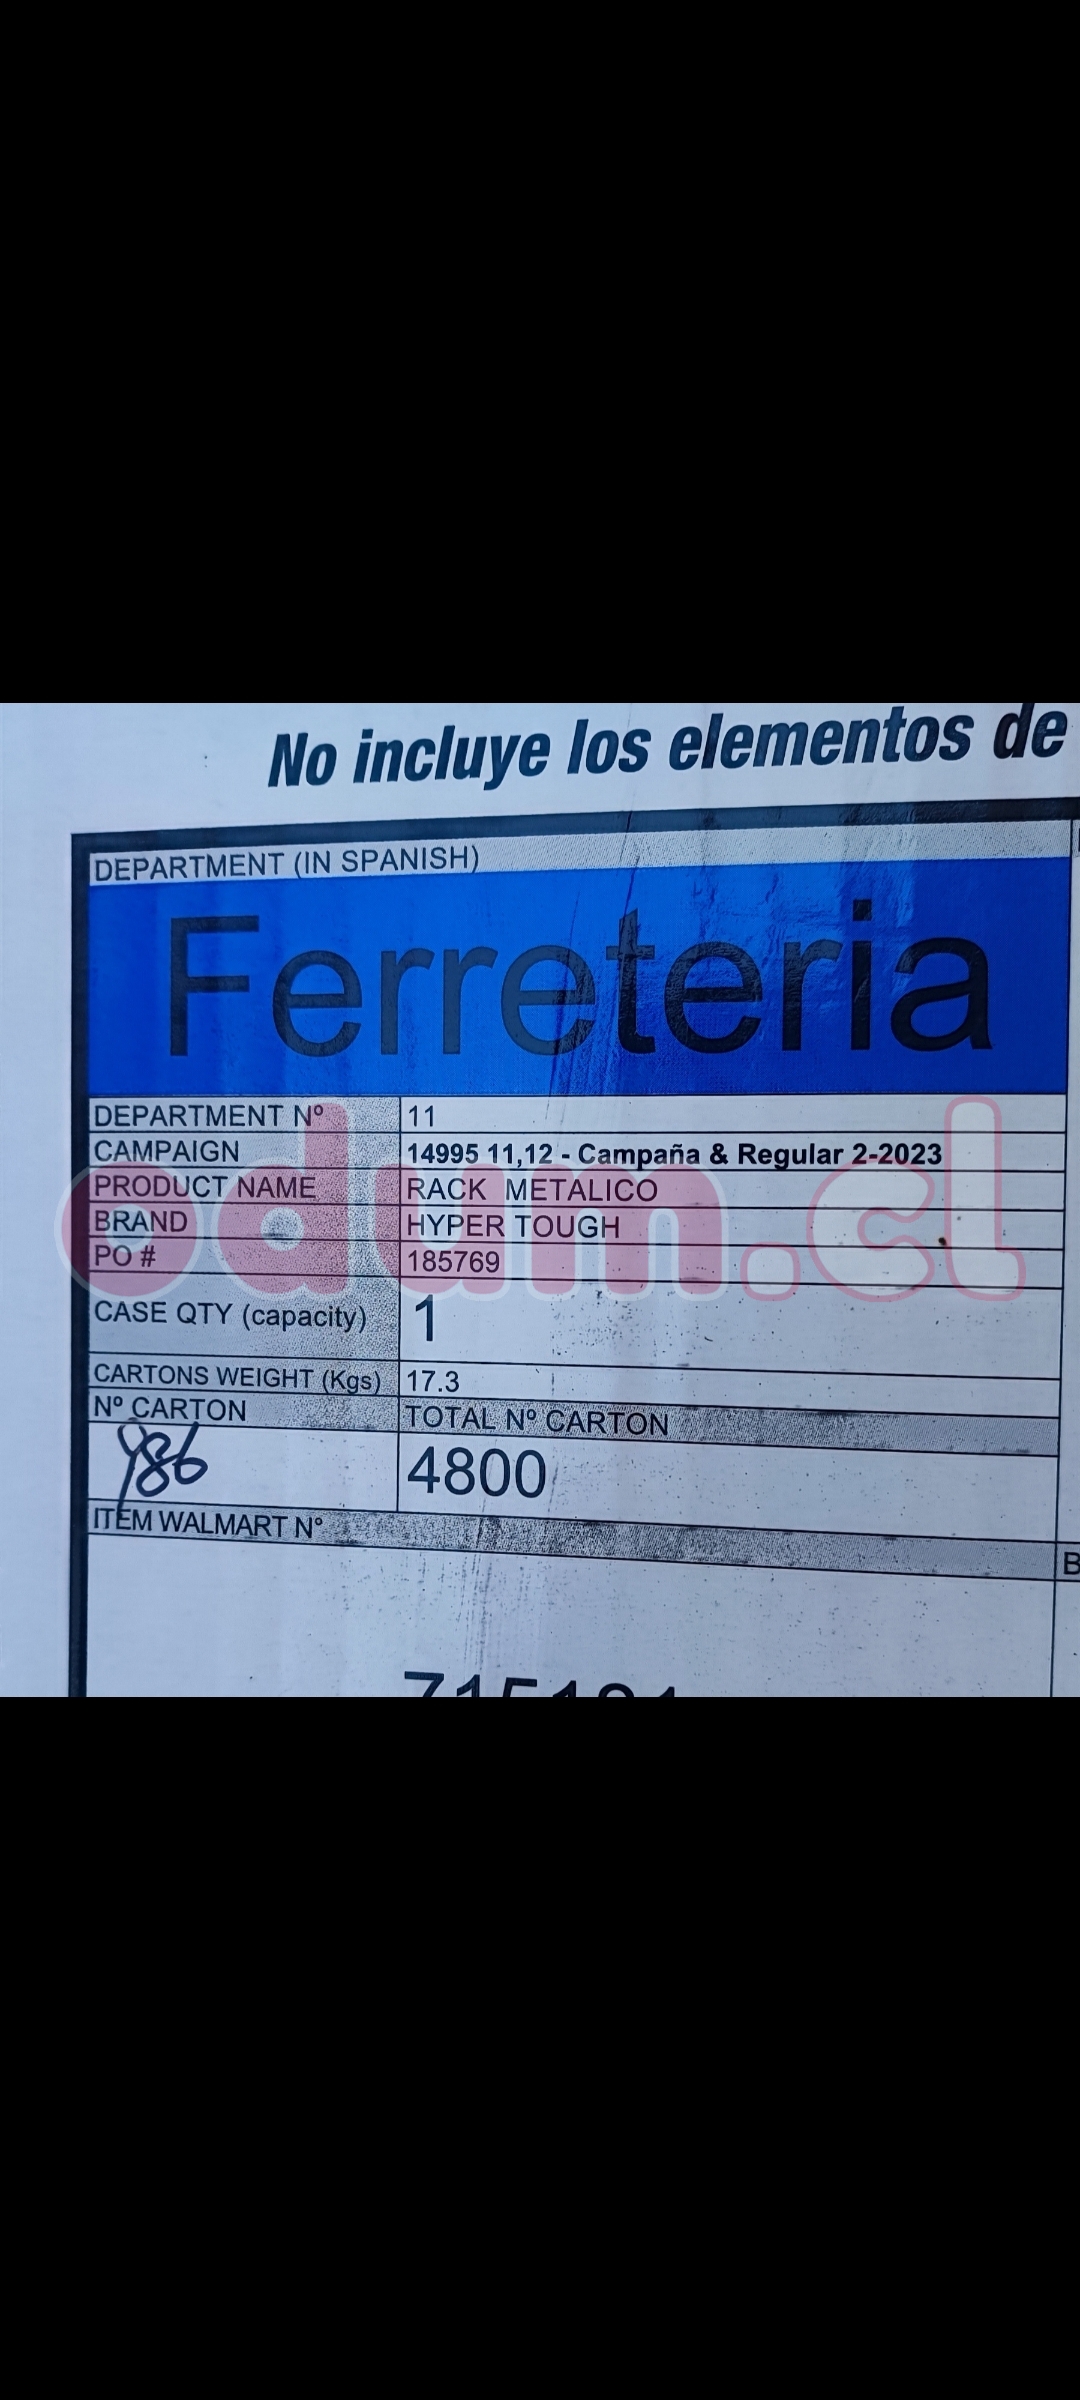 No incluye los elementos de
DEPARTMENT (IN SPANISH)
Ferreteria
DEPARTMENT Nº 11
CAMPAIGN 14995 11,12 - Campaña & Regular 2-2023
PRODUCT NAME RACK METALICO
BRAND HYPER TOUGH
PO # 185769
CASE QTY (capacity) 1
CARTONS WEIGHT (Kgs) 17.3
Nº CARTON TOTAL Nº CARTON
986 4800
ITEM WALMART N°
odum.cl